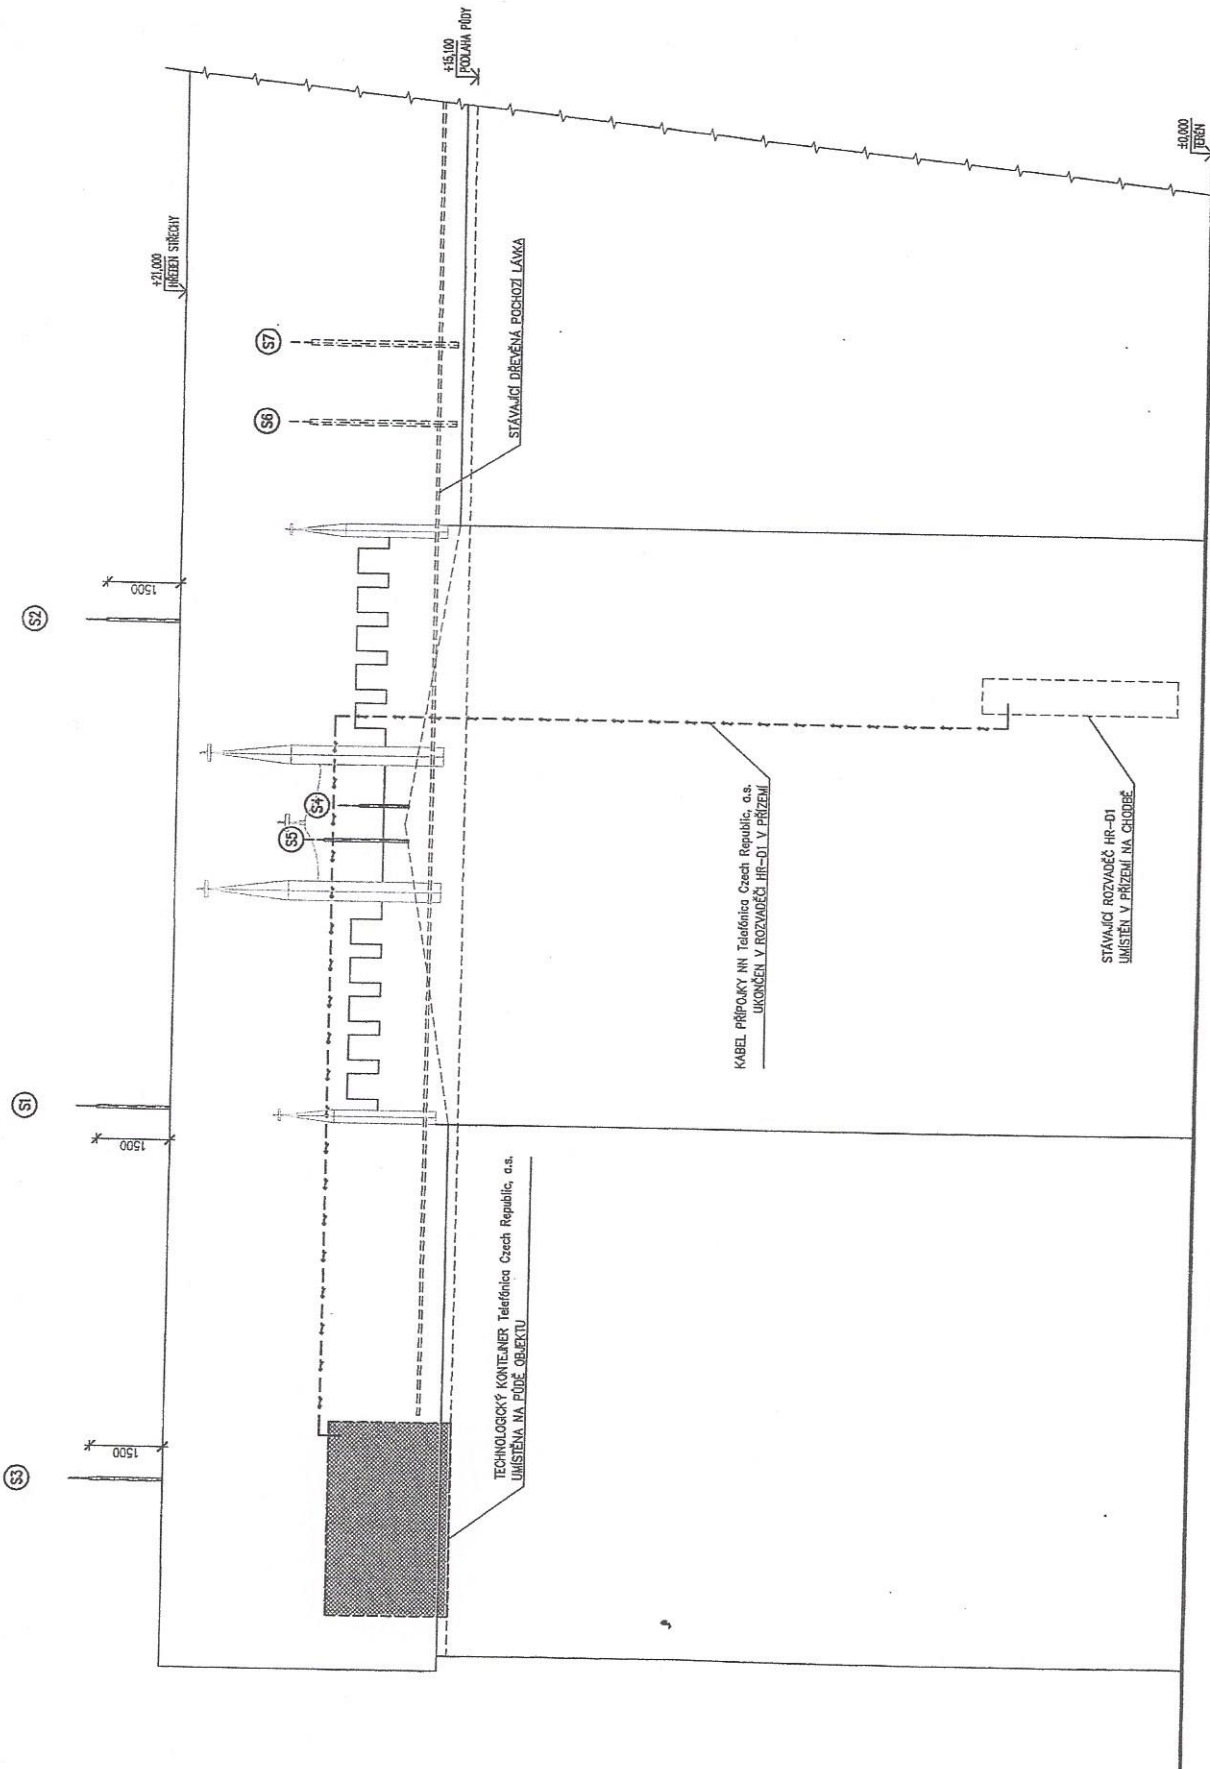 S3
S1
S2
1500
1500
1500
+21,000
HŘEBEN STŘECHY
+15,100
PODLAHA PŮDY
S5
S4
S6
S7
STÁVAJÍCÍ DŘEVĚNÁ POCHOZÍ LÁVKA
TECHNOLOGICKÝ KONTEJNER Telefónica Czech Republic, a.s.
UMÍSTĚNA NA PŮDĚ OBJEKTU
KABEL PŘÍPOJKY NN Telefónica Czech Republic, a.s.
UKONČEN V ROZVADĚČI HR-D1 V PŘÍZEMÍ
STÁVAJÍCÍ ROZVADĚČ HR-D1
UMÍSTĚN V PŘÍZEMÍ NA CHODBĚ
±0,000
TERÉN